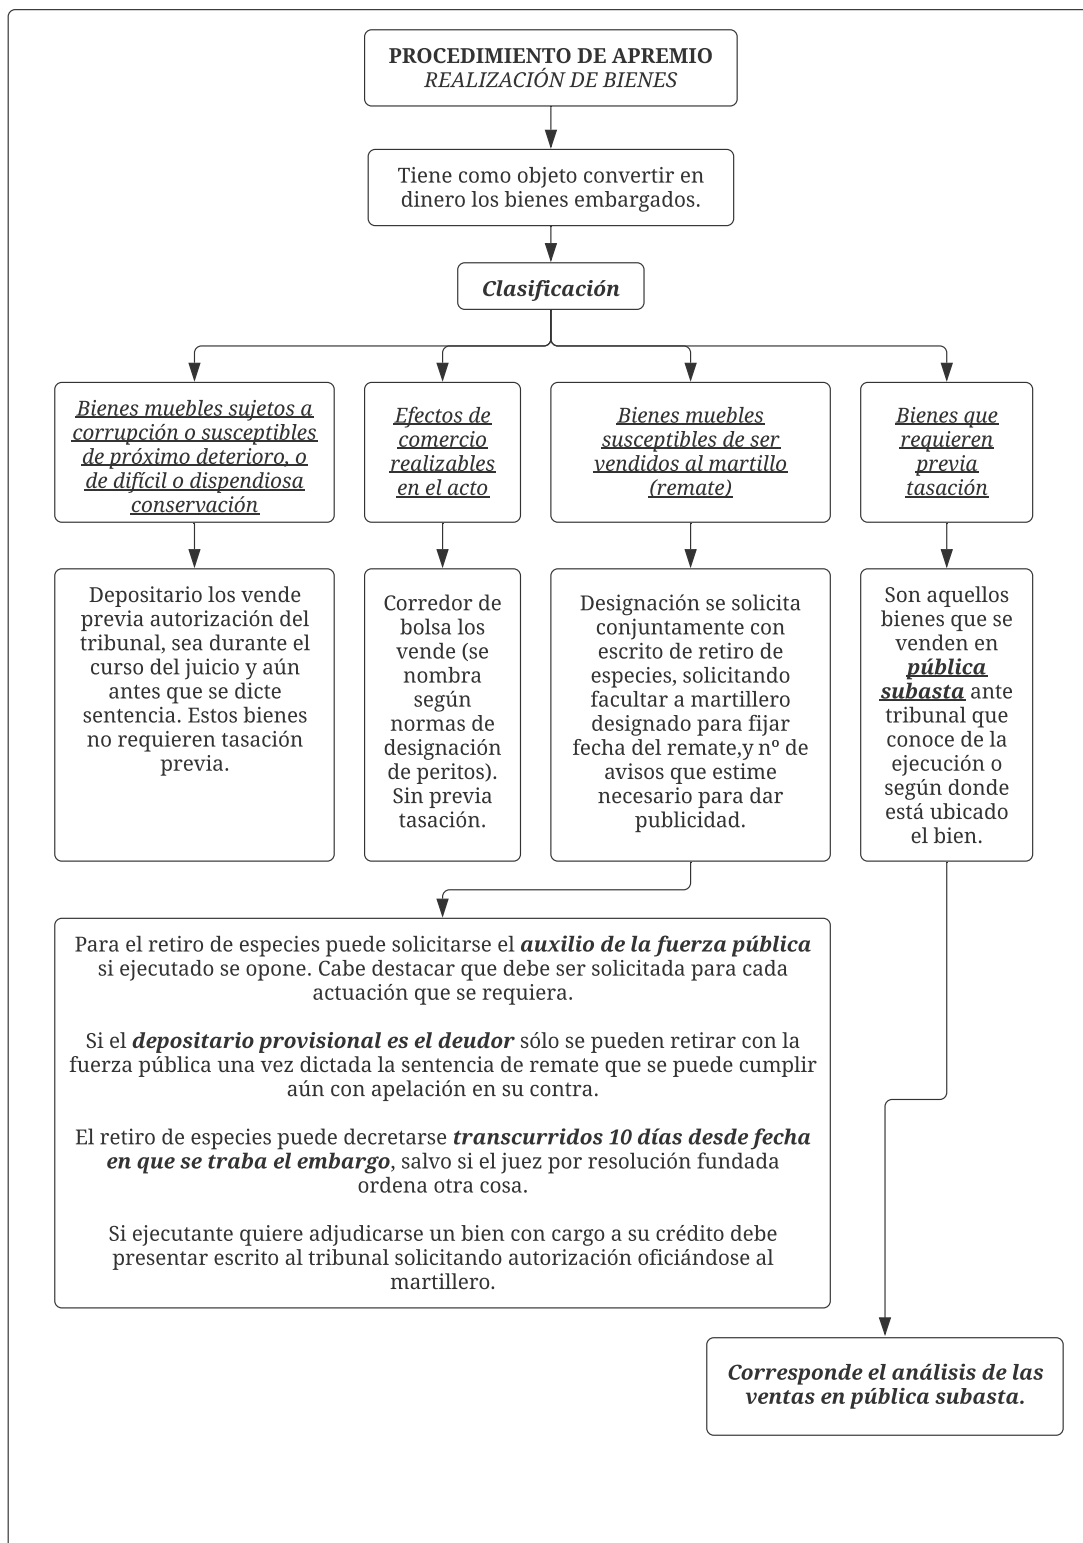 PROCEDIMIENTO DE APREMIO
REALIZACIÓN DE BIENES
Tiene como objeto convertir en
dinero los bienes embargados.
Clasificación
Bienes muebles sujetos a
corrupción o susceptibles
de próximo deterioro, o
de difícil o dispendiosa
conservación
Efectos de
comercio
realizables
en el acto
Bienes muebles
susceptibles de ser
vendidos al martillo
(remate)
Bienes que
requieren
previa
tasación
Depositario los vende
previa autorización del
tribunal, sea durante el
curso del juicio y aún
antes que se dicte
sentencia. Estos bienes
no requieren tasación
previa.
Corredor de
bolsa los
vende (se
nombra
según
normas de
designación
de peritos).
Sin previa
tasación.
Designación se solicita
conjuntamente con
escrito de retiro de
especies, solicitando
facultar a martillero
designado para fijar
fecha del remate,y nº de
avisos que estime
necesario para dar
publicidad.
Son aquellos
bienes que se
venden en
pública
subasta ante
tribunal que
conoce de la
ejecución o
según donde
está ubicado
el bien.
Para el retiro de especies puede solicitarse el auxilio de la fuerza pública
si ejecutado se opone. Cabe destacar que debe ser solicitada para cada
actuación que se requiera.
Si el depositario provisional es el deudor sólo se pueden retirar con la
fuerza pública una vez dictada la sentencia de remate que se puede cumplir
aún con apelación en su contra.
El retiro de especies puede decretarse transcurridos 10 días desde fecha
en que se traba el embargo, salvo si el juez por resolución fundada
ordena otra cosa.
Si ejecutante quiere adjudicarse un bien con cargo a su crédito debe
presentar escrito al tribunal solicitando autorización oficiándose al
martillero.
Corresponde el análisis de las
ventas en pública subasta.